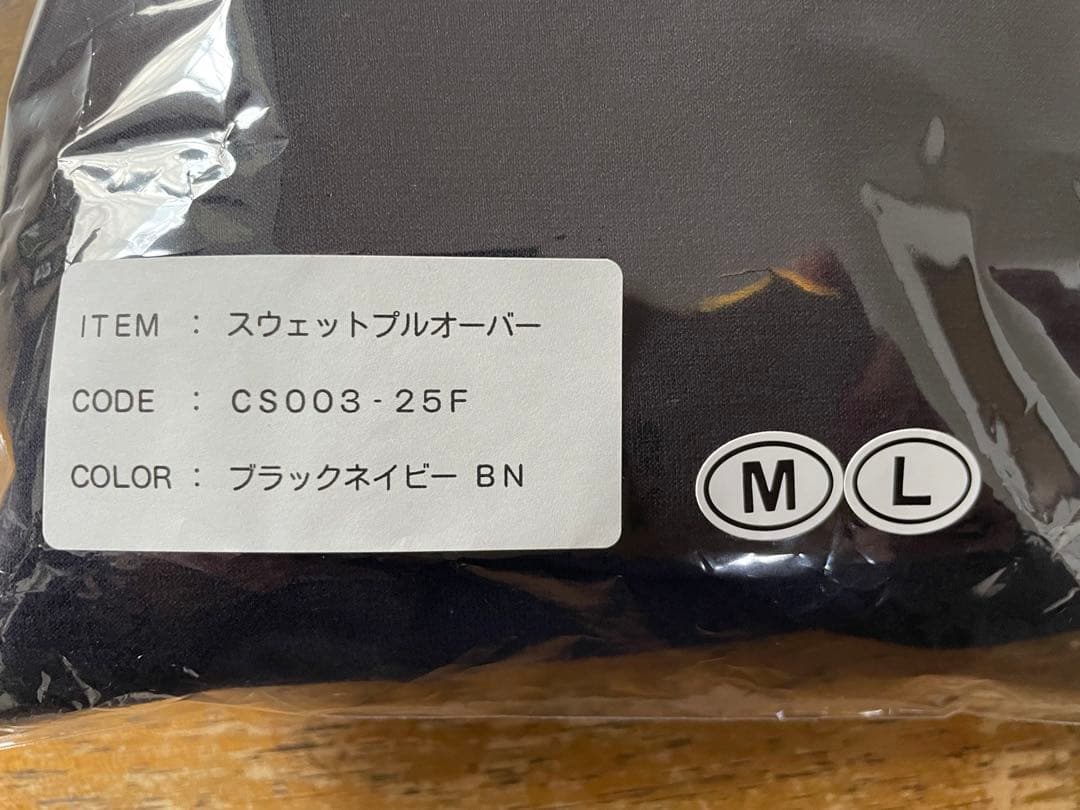 ITEM : スウェットプルオーバー
CODE : CS003-25F
COLOR : ブラックネイビー BN
M L